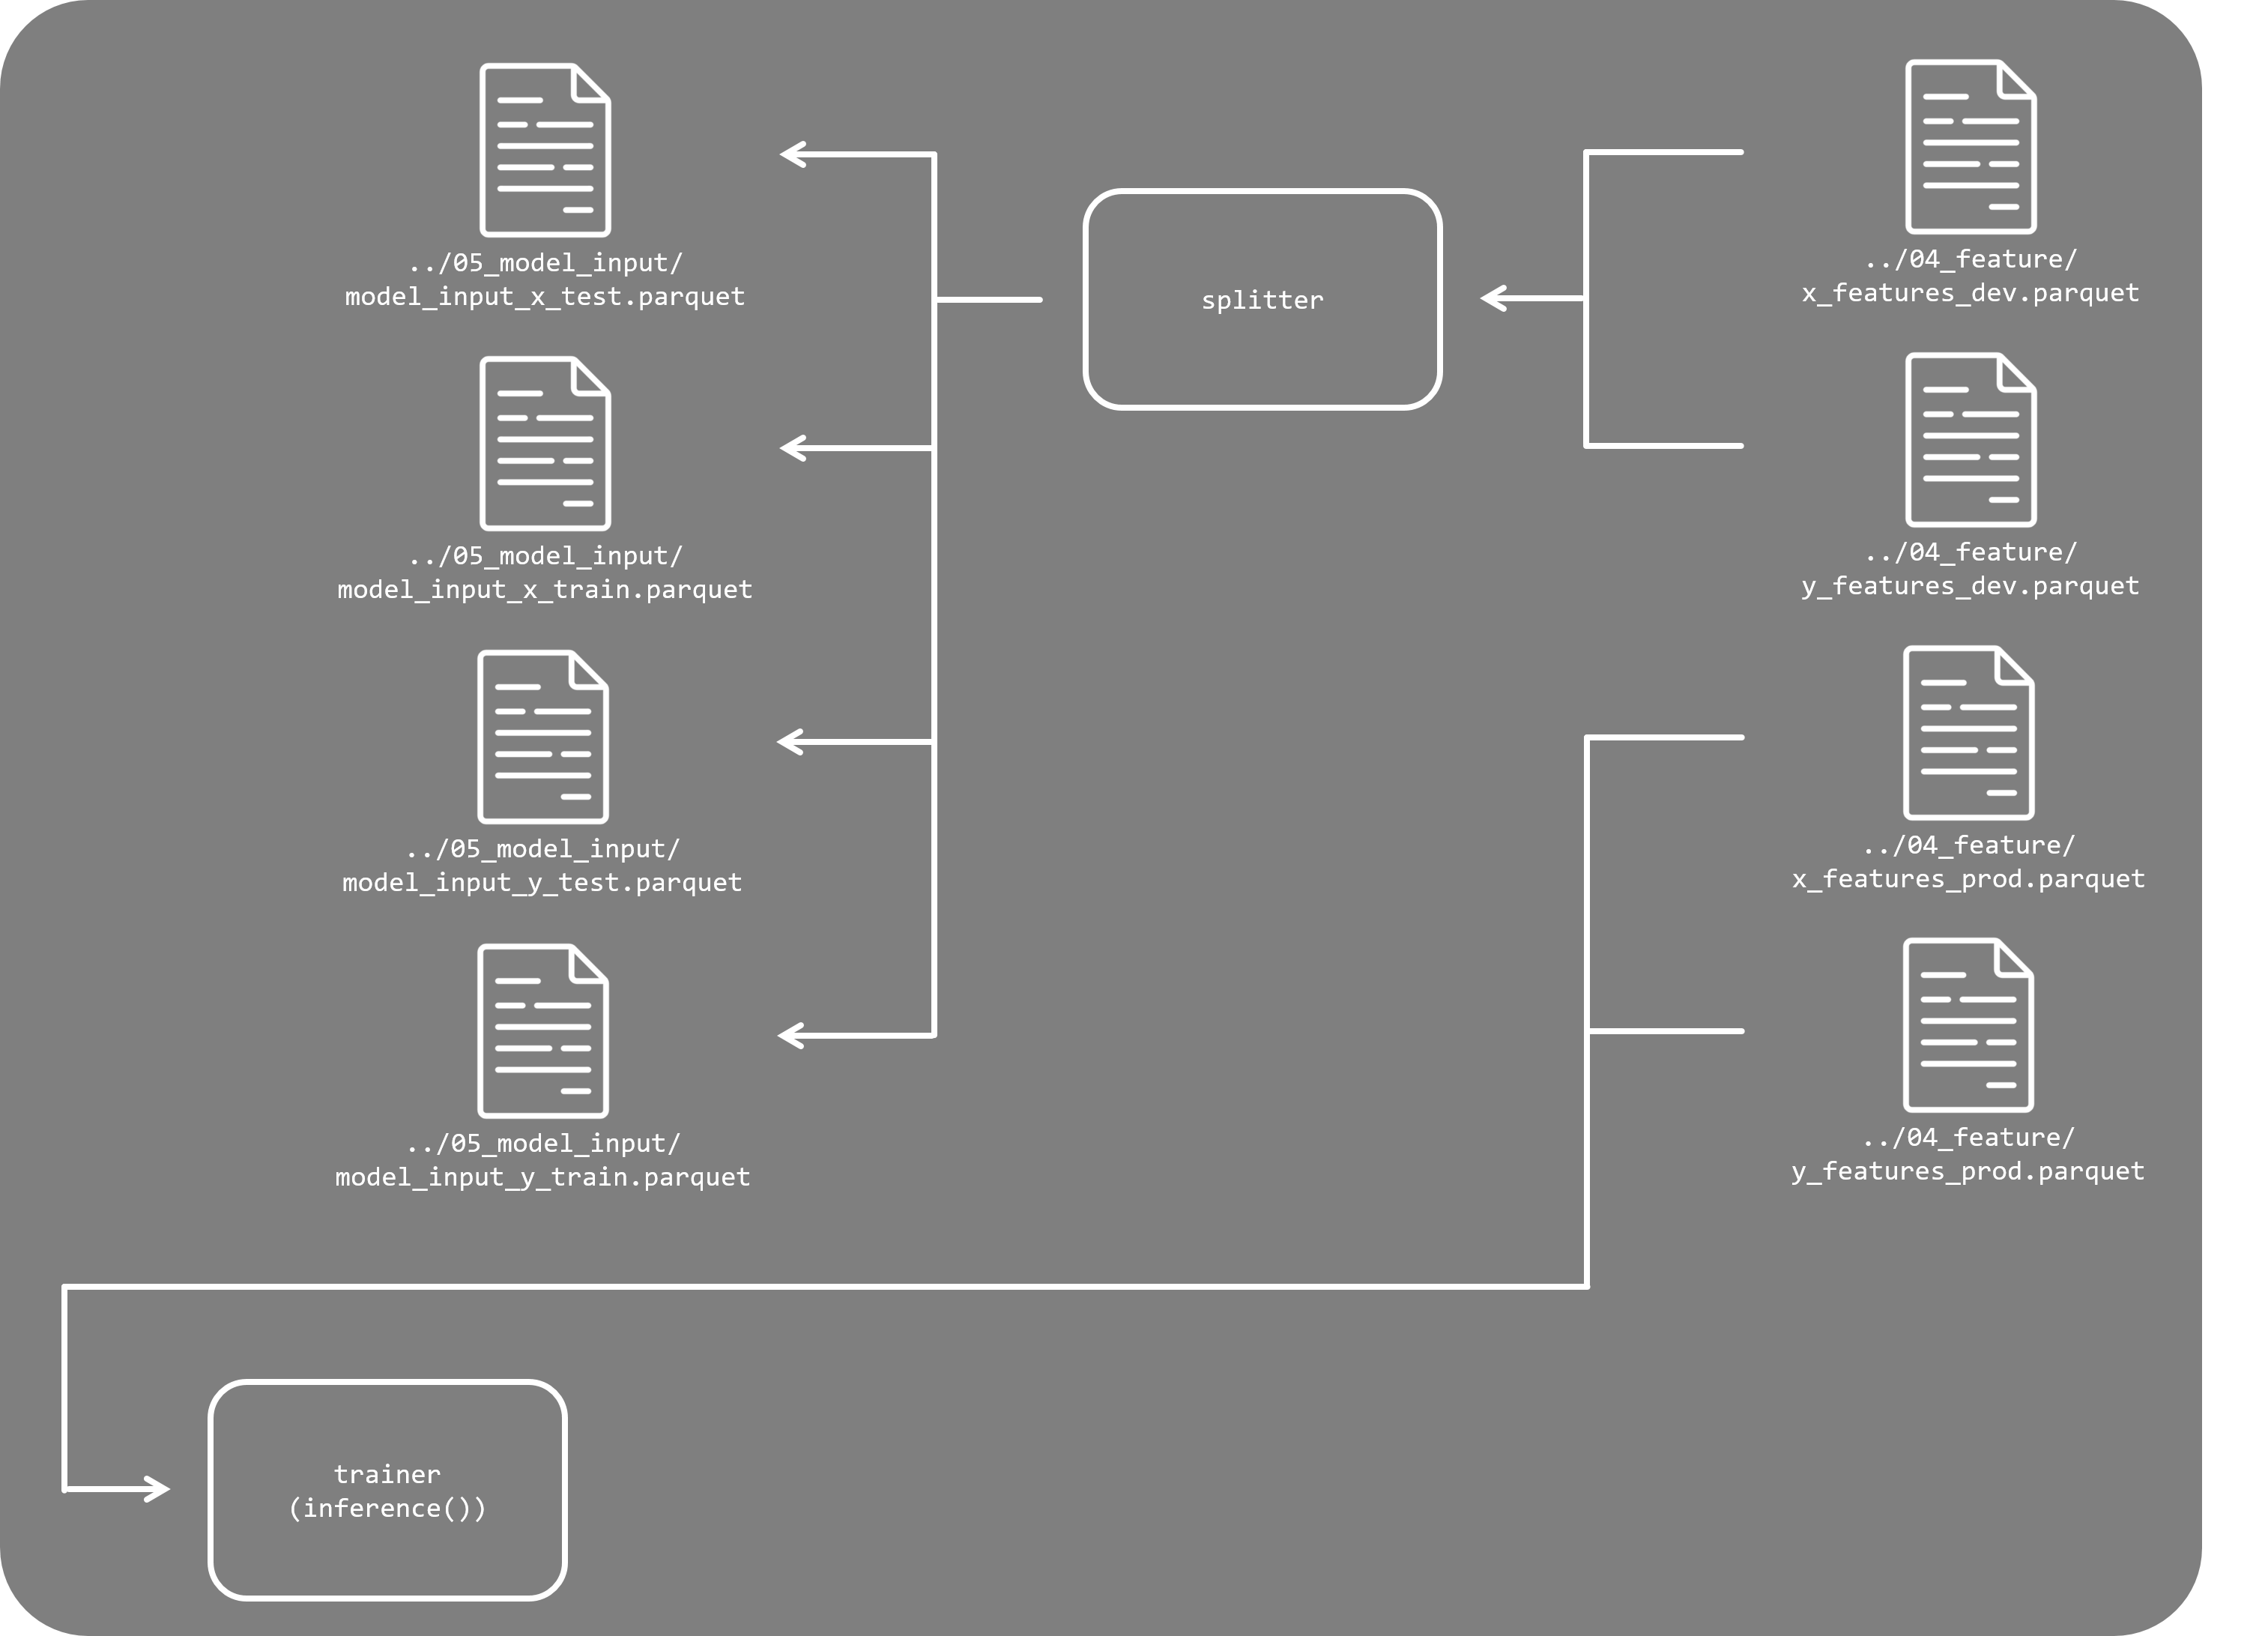 ../05_model_input/
model_input_x_test.parquet
../05_model_input/
model_input_x_train.parquet
../05_model_input/
model_input_y_test.parquet
../05_model_input/
model_input_y_train.parquet
splitter
../04_feature/
x_features_dev.parquet
../04_feature/
y_features_dev.parquet
../04_feature/
x_features_prod.parquet
../04_feature/
y_features_prod.parquet
trainer
(inference())